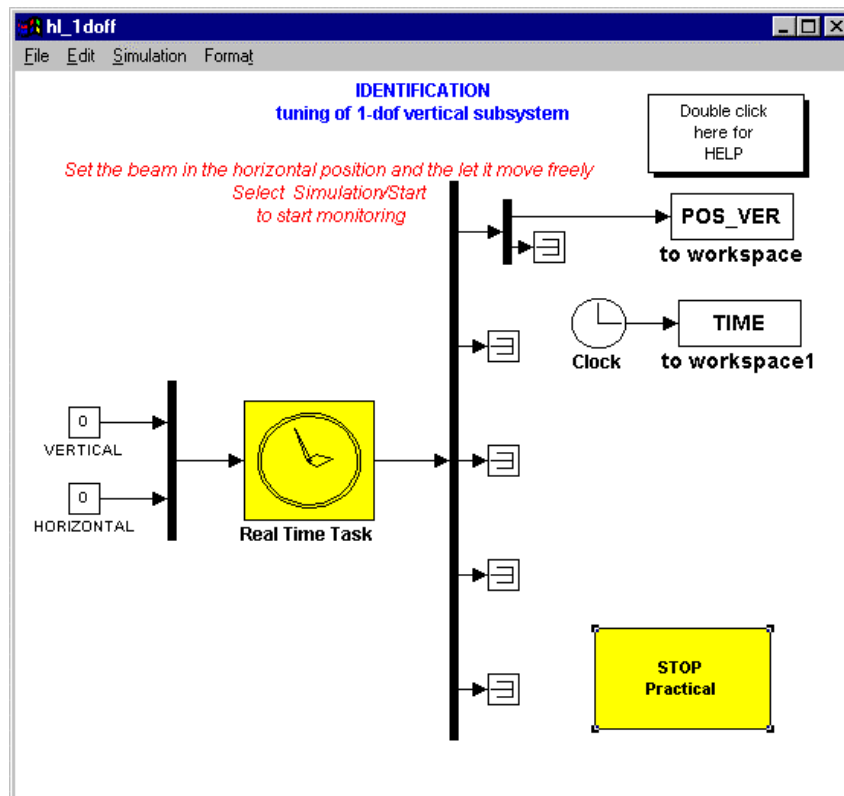 hl_1doff
File Edit Simulation Format
IDENTIFICATION
tuning of 1-dof vertical subsystem
Double click
here for
HELP
Set the beam in the horizontal position and the let it move freely
Select Simulation/Start
to start monitoring
POS_VER
to workspace
TIME
Clock
to workspace1
0
VERTICAL
0
HORIZONTAL
Real Time Task
STOP
Practical